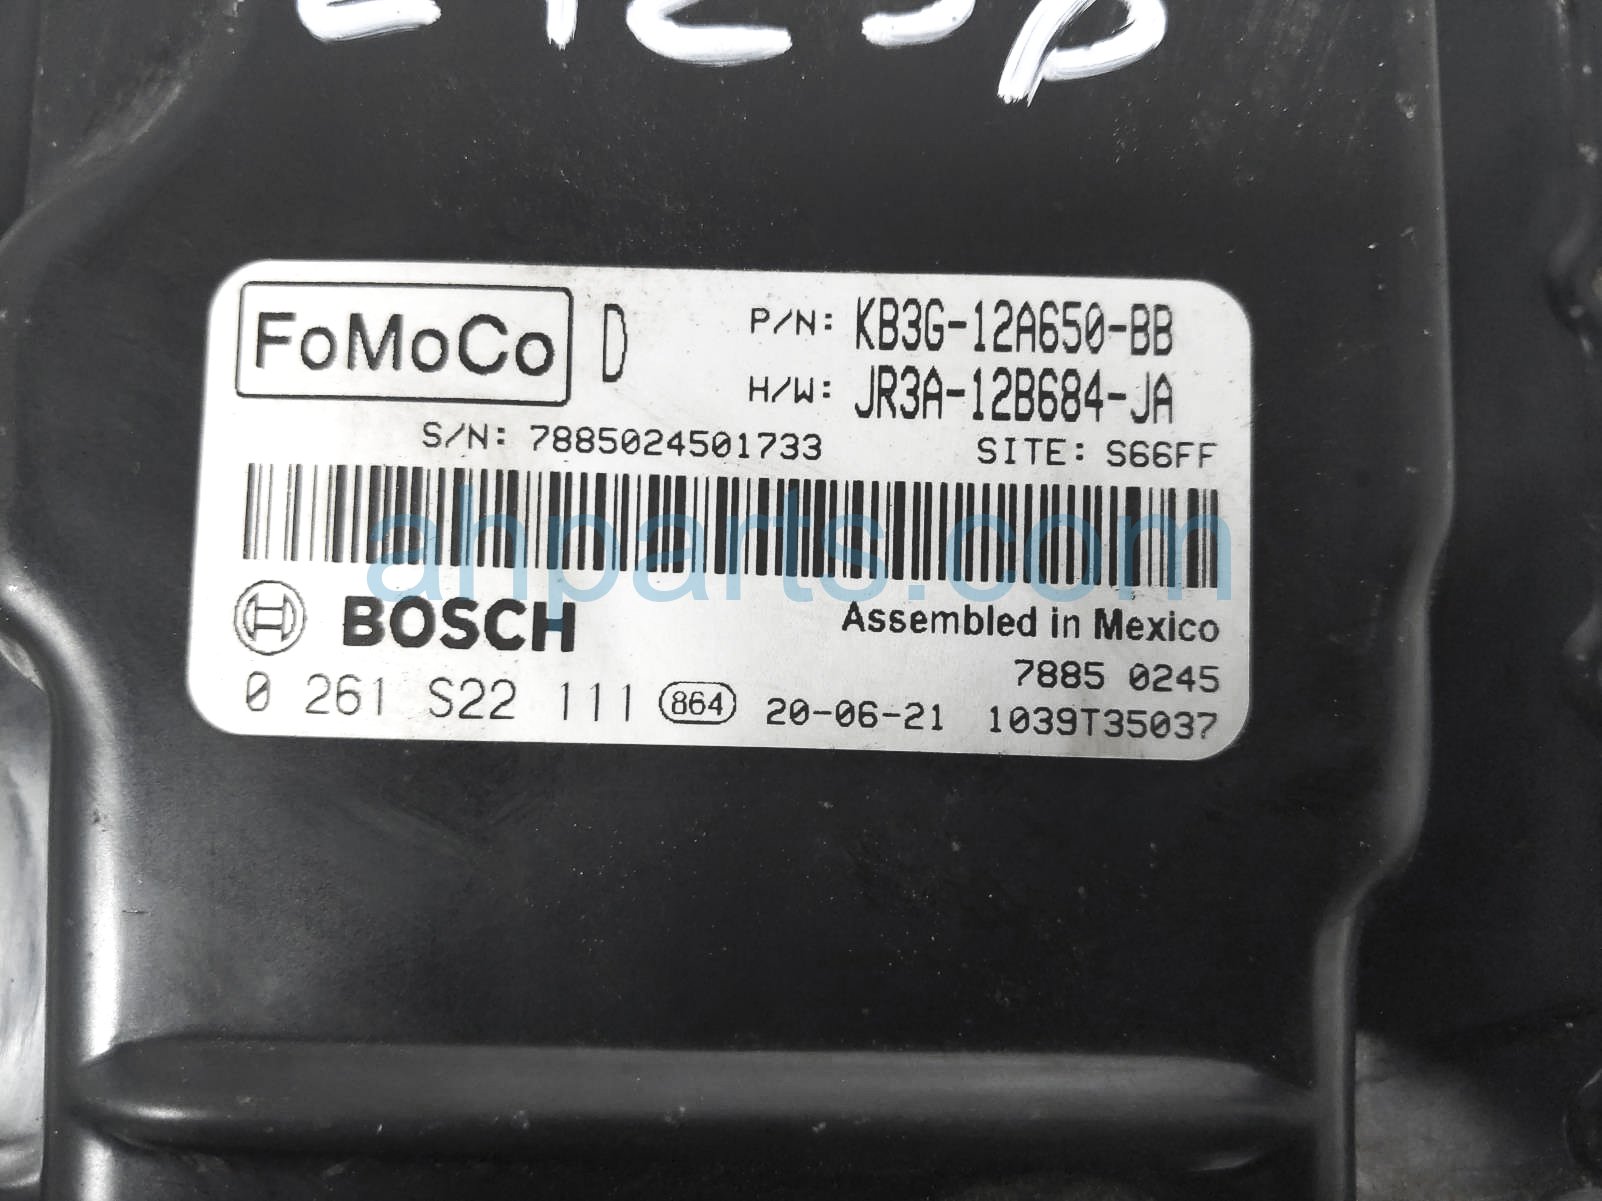 FoMoCo D P/N: KB3G-12A650-BB
H/W: JR3A-12B684-JA
S/N: 7885024501733 SITE: S66FF
ahparts.com
BOSCH Assembled in Mexico
7885 0245
0 261 S22 111 864 20-06-21 1039T35037